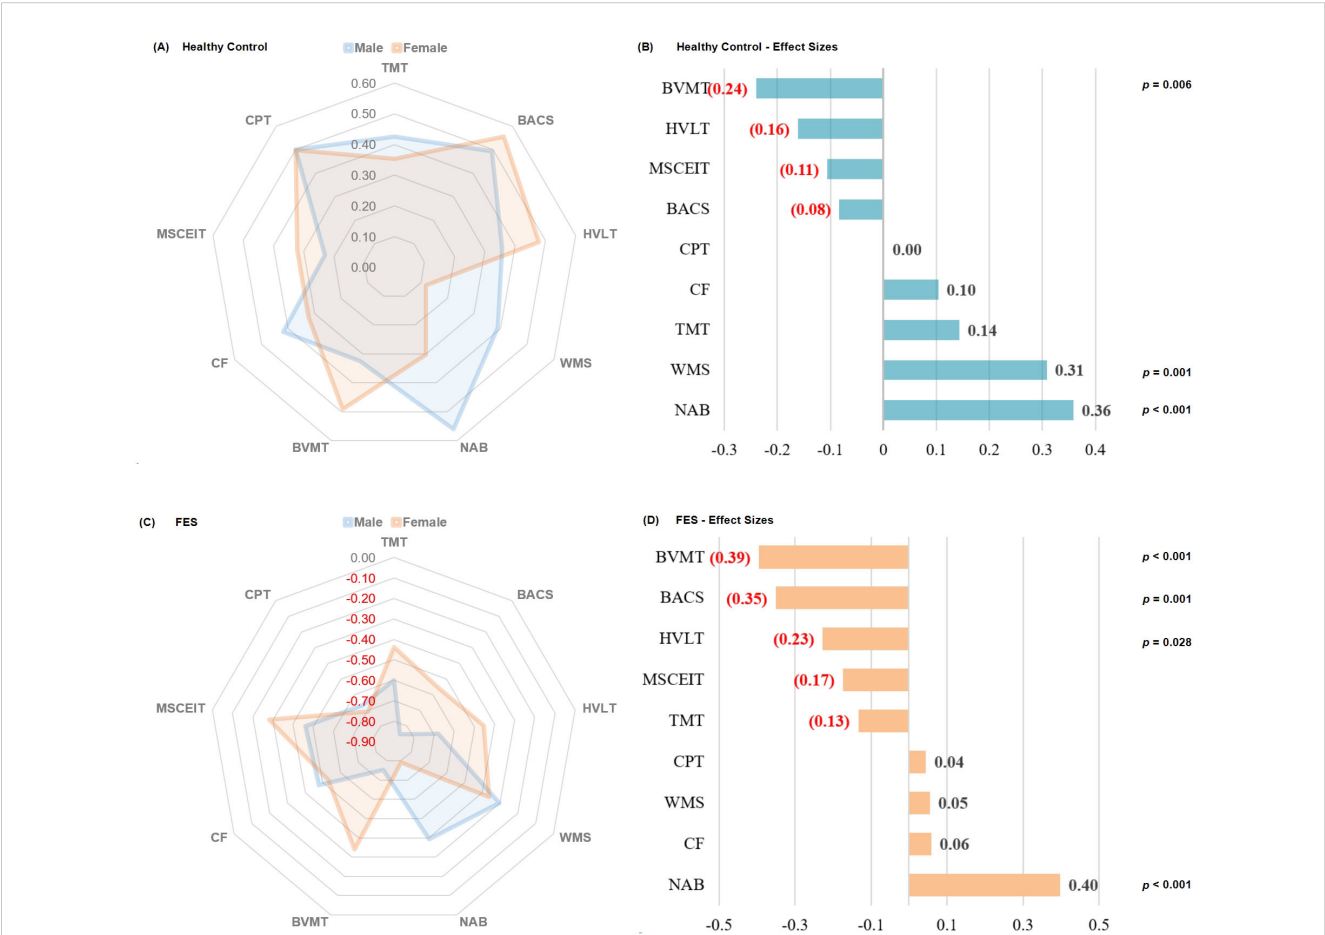 (A) Healthy Control
Male Female
TMT
0.60
0.50
0.40
0.30
0.20
0.10
0.00
BACS
HVLT
WMS
NAB
BVMT
CF
MSCEIT
CPT
(B) Healthy Control - Effect Sizes
BVMT (0.24) p = 0.006
HVLT (0.16)
MSCEIT (0.11)
BACS (0.08)
CPT 0.00
CF 0.10
TMT 0.14
WMS 0.31 p = 0.001
NAB 0.36 p < 0.001
-0.3 -0.2 -0.1 0 0.1 0.2 0.3 0.4
(C) FES
Male Female
TMT
0.00
-0.10
-0.20
-0.30
-0.40
-0.50
-0.60
-0.70
-0.80
-0.90
BACS
HVLT
WMS
NAB
BVMT
CF
MSCEIT
CPT
(D) FES - Effect Sizes
BVMT (0.39) p < 0.001
BACS (0.35) p = 0.001
HVLT (0.23) p = 0.028
MSCEIT (0.17)
TMT (0.13)
CPT 0.04
WMS 0.05
CF 0.06
NAB 0.40 p < 0.001
-0.5 -0.3 -0.1 0.1 0.3 0.5